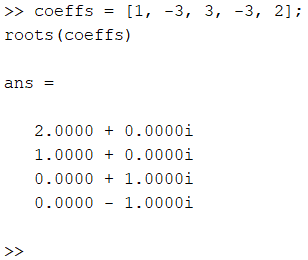 >> coeffs = [1, -3, 3, -3, 2];
roots(coeffs)
ans =
2.0000 + 0.0000i
1.0000 + 0.0000i
0.0000 + 1.0000i
0.0000 - 1.0000i
>>